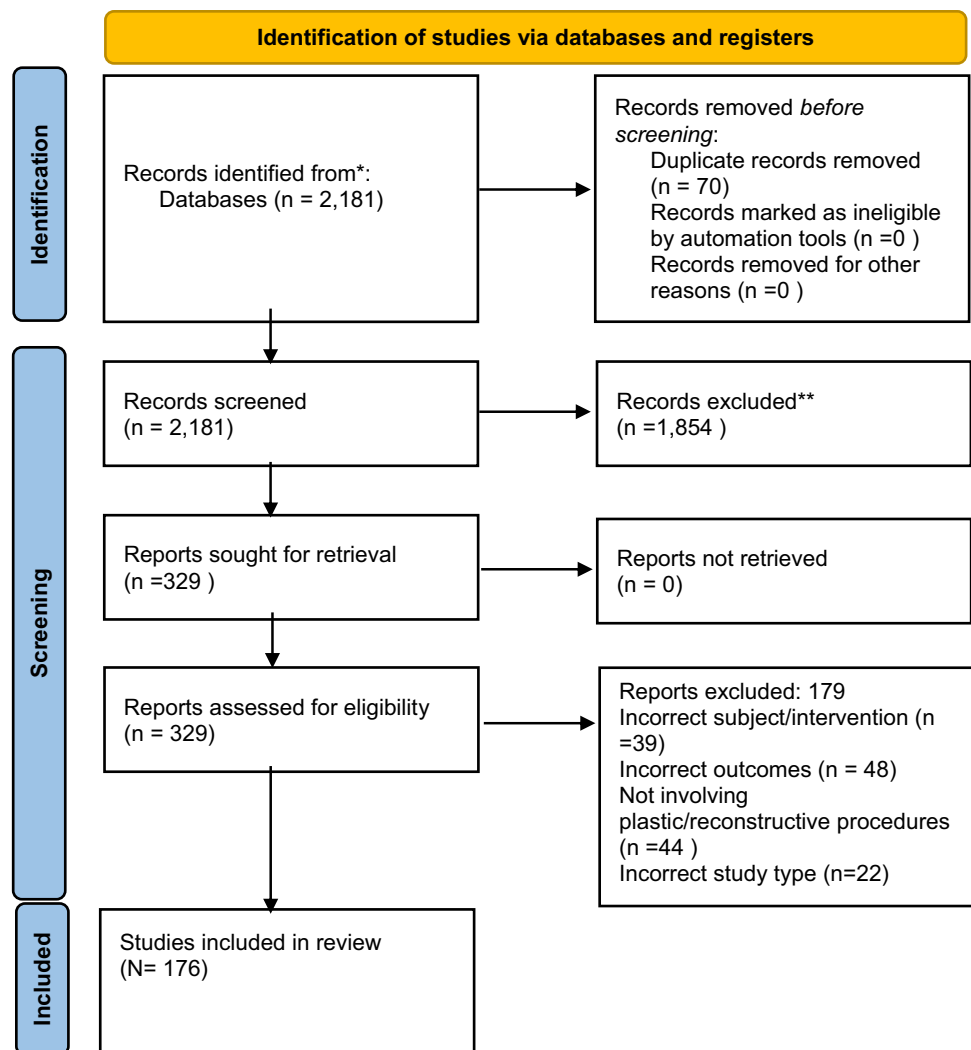 Identification of studies via databases and registers
Identification
Records identified from*:
Databases (n = 2,181)
Records removed before
screening:
Duplicate records removed
(n = 70)
Records marked as ineligible
by automation tools (n =0 )
Records removed for other
reasons (n =0 )
Screening
Records screened
(n = 2,181)
Records excluded**
(n =1,854 )
Reports sought for retrieval
(n =329 )
Reports not retrieved
(n = 0)
Reports assessed for eligibility
(n = 329)
Reports excluded: 179
Incorrect subject/intervention (n
=39)
Incorrect outcomes (n = 48)
Not involving
plastic/reconstructive procedures
(n =44 )
Incorrect study type (n=22)
Included
Studies included in review
(N= 176)